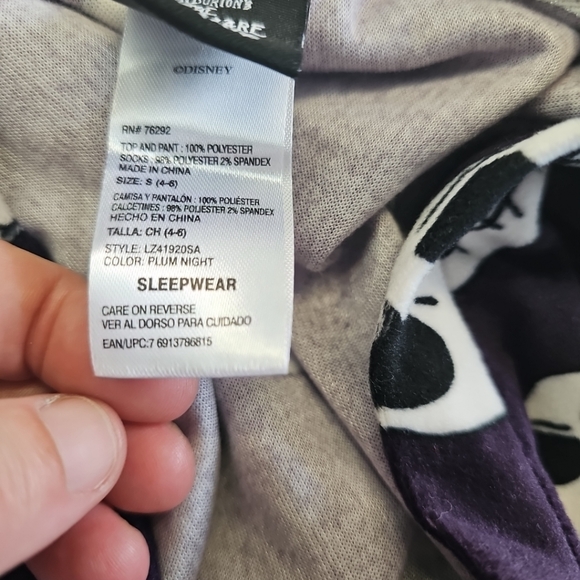 BURTON'S
©DISNEY
RN# 76292
TOP AND PANT : 100% POLYESTER
SOCKS : 98% POLYESTER 2% SPANDEX
MADE IN CHINA
SIZE: S (4-6)
CAMISA Y PANTALÓN : 100% POLIÉSTER
CALCETINES : 98% POLIÉSTER 2% SPANDEX
HECHO EN CHINA
TALLA: CH (4-6)
STYLE: LZ41920SA
COLOR: PLUM NIGHT
SLEEPWEAR
CARE ON REVERSE
VER AL DORSO PARA CUIDADO
EAN/UPC:7 6913786815